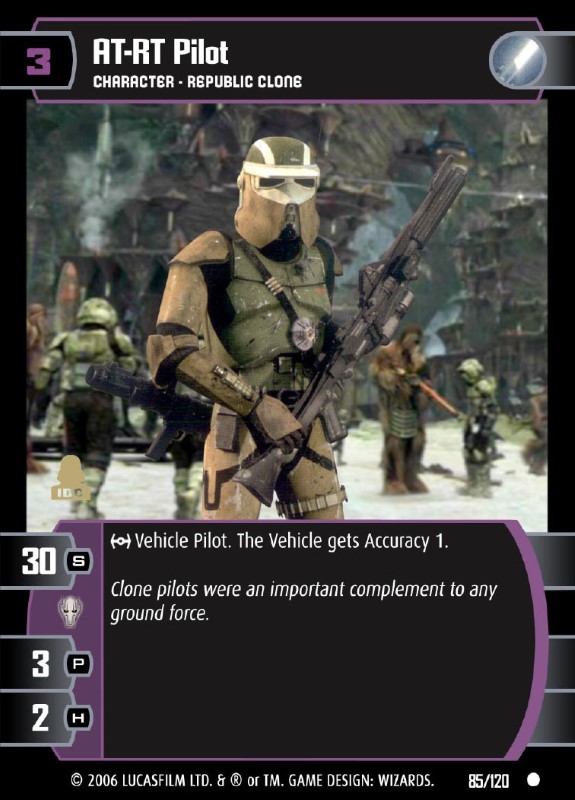 3
AT-RT Pilot
CHARACTER · REPUBLIC CLONE
IDC
30 S
Vehicle Pilot. The Vehicle gets Accuracy 1.
Clone pilots were an important complement to any
ground force.
3 P
2 H
© 2006 LUCASFILM LTD. & ® or TM. GAME DESIGN: WIZARDS. 85/120